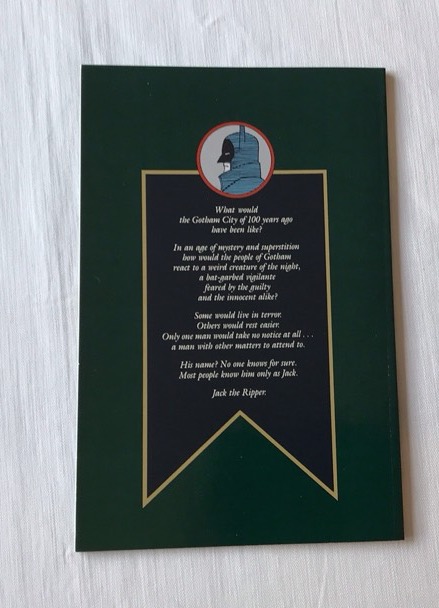 What would
the Gotham City of 100 years ago
have been like?
In an age of mystery and superstition
how would the people of Gotham
react to a weird creature of the night,
a bat-garbed vigilante
feared by the guilty
and the innocent alike?
Some would live in terror.
Others would rest easier.
Only one man would take no notice at all . . .
a man with other matters to attend to.
His name? No one knows for sure.
Most people know him only as Jack.
Jack the Ripper.